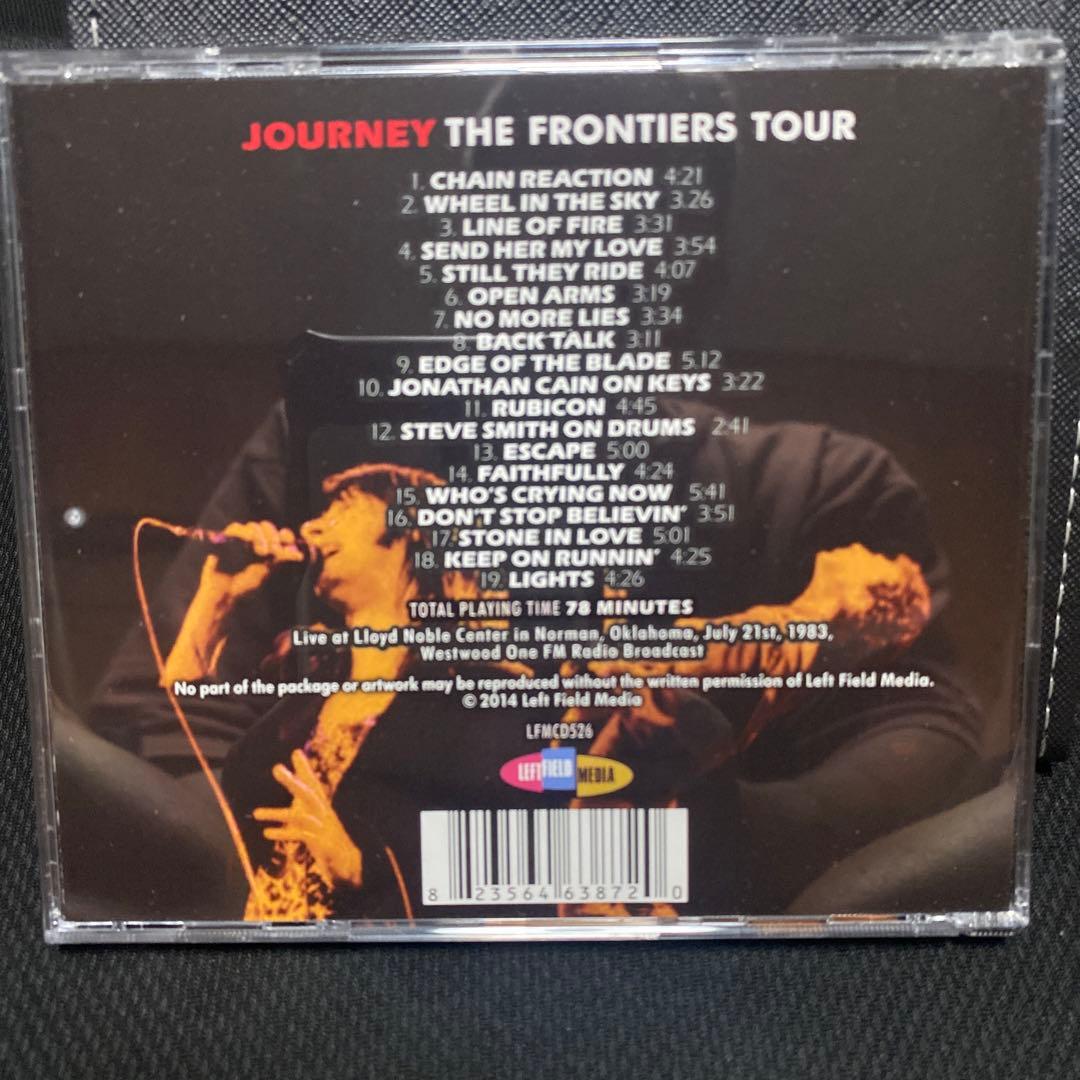 JOURNEY THE FRONTIERS TOUR
1. CHAIN REACTION 4:21
2. WHEEL IN THE SKY 3.26
3. LINE OF FIRE 3:31
4. SEND HER MY LOVE 3:54
5. STILL THEY RIDE 4:07
6. OPEN ARMS 3:19
7. NO MORE LIES 3:34
8. BACK TALK 3:11
9. EDGE OF THE BLADE 5.12
10. JONATHAN CAIN ON KEYS 3:22
11. RUBICON 4:45
12. STEVE SMITH ON DRUMS 2:41
13. ESCAPE 5:00
14. FAITHFULLY 4:24
15. WHO'S CRYING NOW 5:41
16. DON'T STOP BELIEVIN' 3:51
17. STONE IN LOVE 5:01
18. KEEP ON RUNNIN' 4:25
19. LIGHTS 4:26
TOTAL PLAYING TIME 78 MINUTES
Live at Lloyd Noble Center in Norman, Oklahoma, July 21st, 1983,
Westwood One FM Radio Broadcast
No part of the package or artwork may be reproduced without the written permission of Left Field Media.
© 2014 Left Field Media
LFMCD526
LEFT FIELD MEDIA
8 23564 63872 0